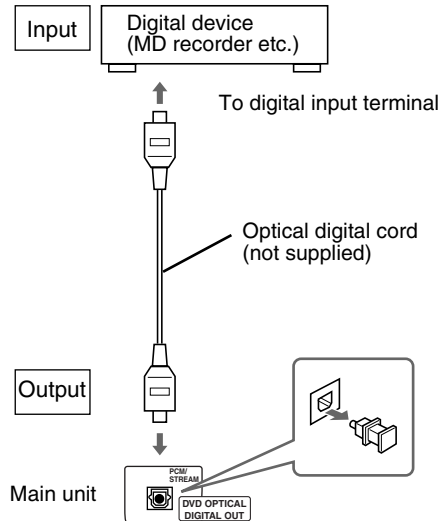 Input
Digital device
(MD recorder etc.)
To digital input terminal
Optical digital cord
(not supplied)
Output
Main unit
PCM/
STREAM
DVD OPTICAL
DIGITAL OUT